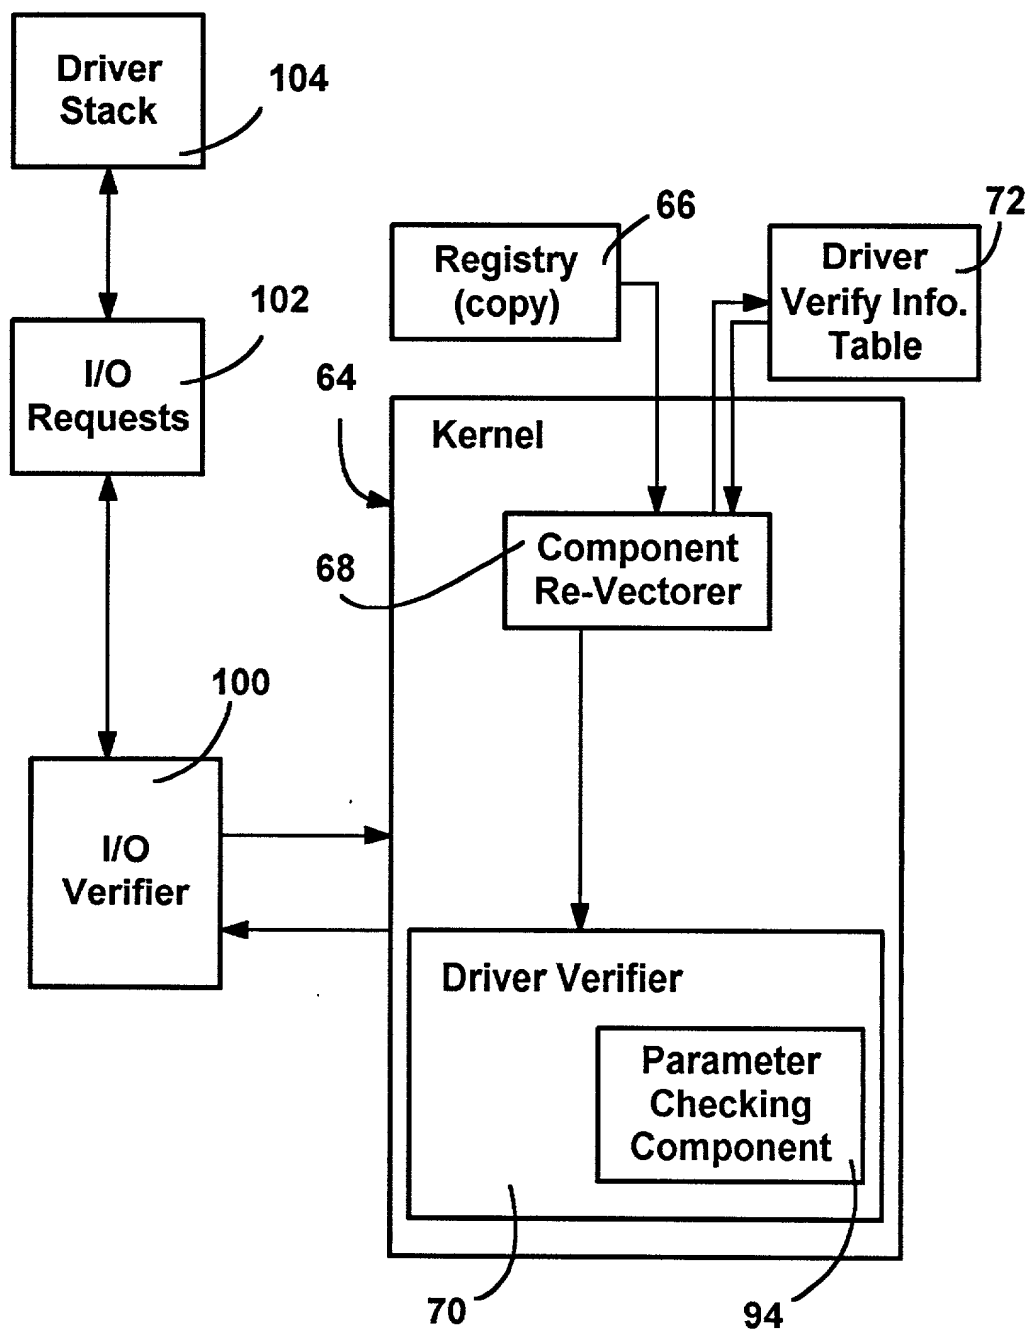 Driver
Stack
104
66
72
Registry
(copy)
Driver
Verify Info.
Table
102
I/O
Requests
64
Kernel
68
Component
Re-Vectorer
100
I/O
Verifier
Driver Verifier
Parameter
Checking
Component
70
94